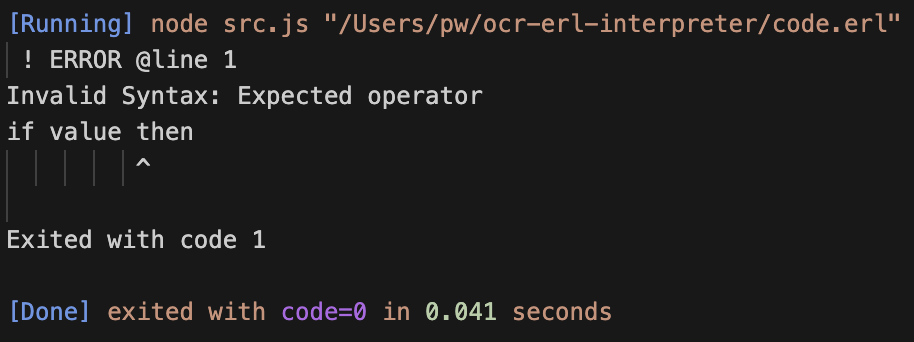 [Running] node src.js "/Users/pw/ocr-erl-interpreter/code.erl"
! ERROR @line 1
Invalid Syntax: Expected operator
if value then
^
Exited with code 1
[Done] exited with code=0 in 0.041 seconds